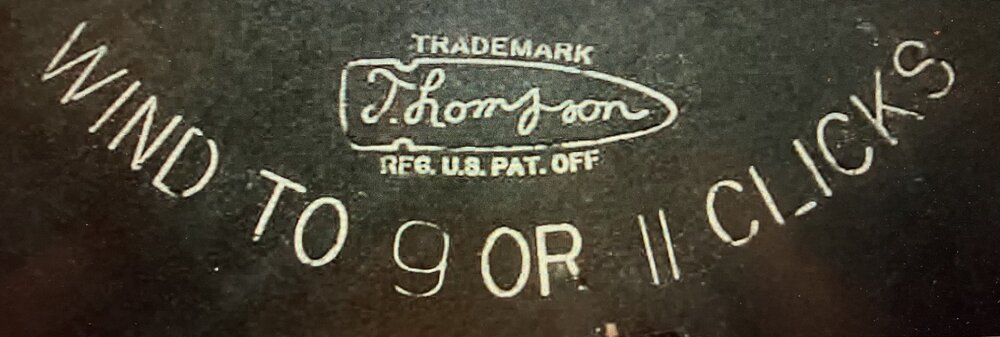 TRADEMARK
Thompson
REG. U.S. PAT. OFF
WIND TO 9 OR 11 CLICKS